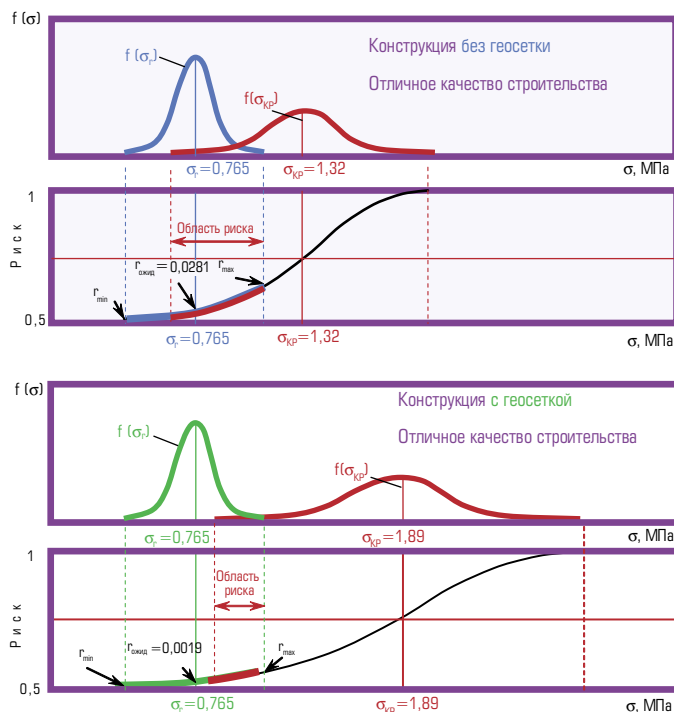 f (σ)
Конструкция без геосетки
f (σг)
Отличное качество строительства
f(σКР)
σг=0,765
σКР=1,32
σ, МПа
1
Область риска
Риск
rожид=0,0281
rmax
rmin
0,5
σг=0,765
σКР=1,32
σ, МПа
f (σ)
Конструкция с геосеткой
f (σг)
Отличное качество строительства
f(σКР)
σг=0,765
σКР=1,89
σ, МПа
1
Область
риска
Риск
rожид=0,0019
rmax
rmin
0,5
σг=0,765
σКР=1,89
σ, МПа